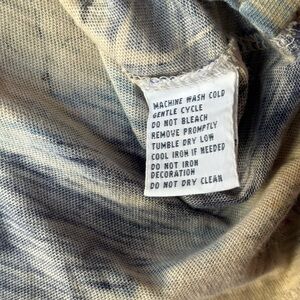 MACHINE WASH COLD
GENTLE CYCLE
DO NOT BLEACH
REMOVE PROMPTLY
TUMBLE DRY LOW
COOL IRON IF NEEDED
DO NOT IRON
DECORATION
DO NOT DRY CLEAN